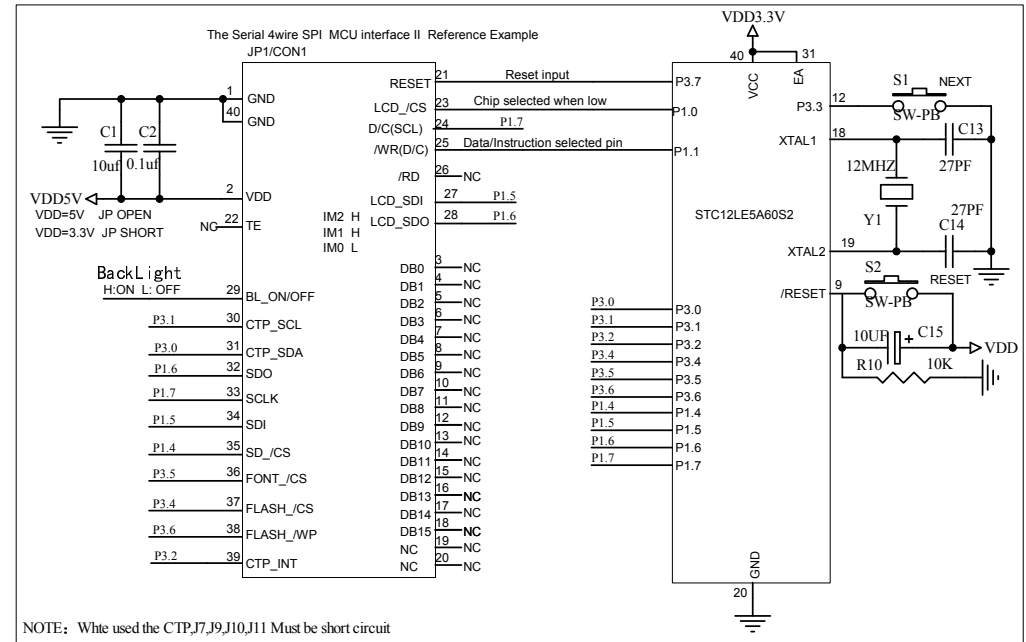 The Serial 4wire SPI MCU interface II Reference Example
JP1/CON1
1 GND
40 GND
C1 C2
10uf 0.1uf
VDD5V 2 VDD
VDD=5V JP OPEN
VDD=3.3V JP SHORT
NC 22 TE
BackLight
H:ON L: OFF
29 BL_ON/OFF
P3.1 30 CTP_SCL
P3.0 31 CTP_SDA
P1.6 32 SDO
P1.7 33 SCLK
P1.5 34 SDI
P1.4 35 SD_/CS
P3.5 36 FONT_/CS
P3.4 37 FLASH_/CS
P3.6 38 FLASH_/WP
P3.2 39 CTP_INT
IM2 H
IM1 H
IM0 L
RESET 21 Reset input P3.7
LCD_/CS 23 Chip selected when low P1.0
D/C(SCL) 24 P1.7
/WR(D/C) 25 Data/Instruction selected pin P1.1
/RD 26 NC
LCD_SDI 27 P1.5
LCD_SDO 28 P1.6
DB0 3 NC
DB1 4 NC
DB2 5 NC
DB3 6 NC
DB4 7 NC
DB5 8 NC
DB6 9 NC
DB7 10 NC
DB8 11 NC
DB9 12 NC
DB10 13 NC
DB11 14 NC
DB12 15 NC
DB13 16 NC
DB14 17 NC
DB15 18 NC
NC 19 NC
NC 20 NC
VDD3.3V
40 31
VCC EA
STC12LE5A60S2
P3.0 P3.0
P3.1 P3.1
P3.2 P3.2
P3.4 P3.4
P3.5 P3.5
P3.6 P3.6
P1.4 P1.4
P1.5 P1.5
P1.6 P1.6
P1.7 P1.7
GND
20
S1 NEXT
P3.3 12 SW-PB
XTAL1 18 C13
12MHZ 27PF
Y1 27PF
C14
XTAL2 19
S2 RESET
/RESET 9 SW-PB
10UF + C15 VDD
R10 10K
NOTE：Whte used the CTP,J7,J9,J10,J11 Must be short circuit